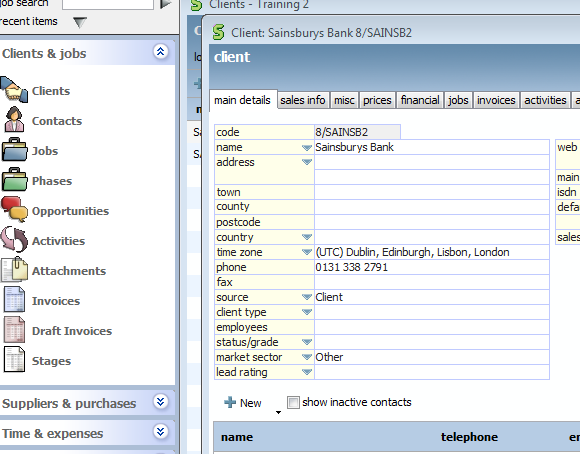 job search
recent items
Clients & jobs
Clients
Contacts
Jobs
Phases
Opportunities
Activities
Attachments
Invoices
Draft Invoices
Stages
Suppliers & purchases
Time & expenses
Clients - Training 2
Client: Sainsburys Bank 8/SAINSB2
client
main details sales info misc prices financial jobs invoices activities a
code 8/SAINSB2
name Sainsburys Bank
address
town
county
postcode
country
time zone (UTC) Dublin, Edinburgh, Lisbon, London
phone 0131 338 2791
fax
source Client
client type
employees
status/grade
market sector Other
lead rating
web
main
isdn
defa
sales
New show inactive contacts
name telephone em